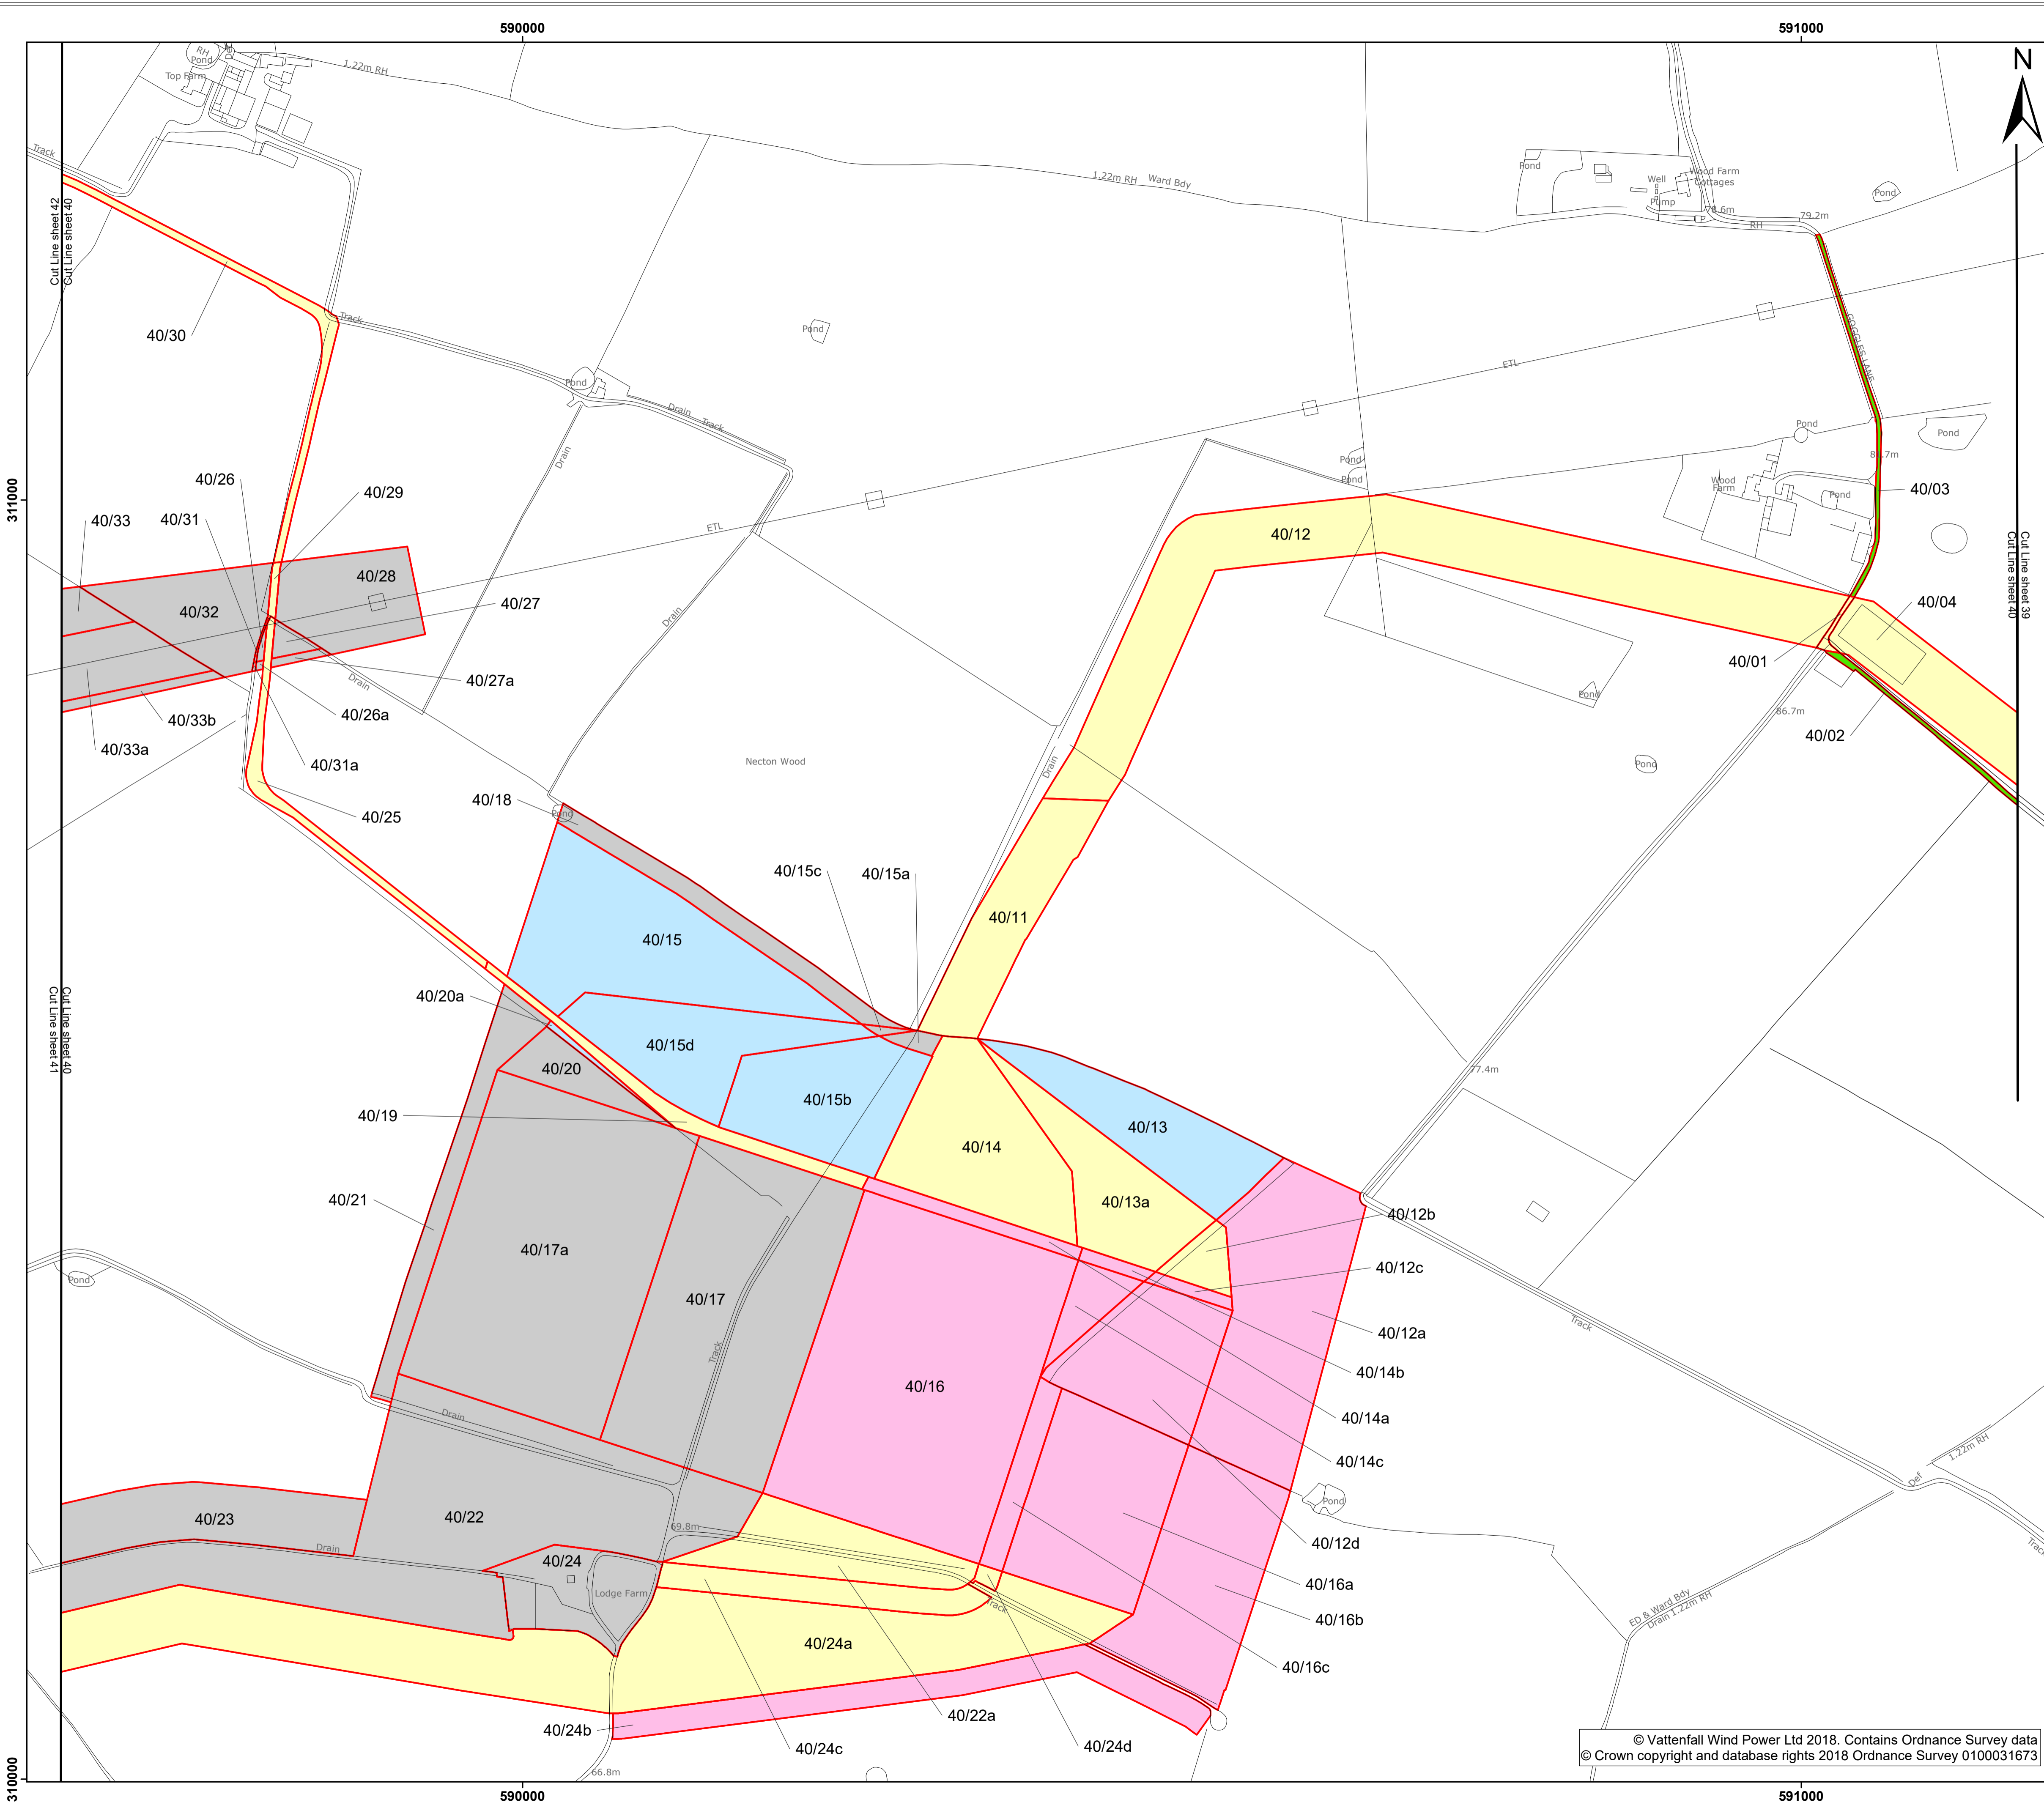 590000
591000
N
RH
Pond
Top Farm
1.22m RH
Track
Cut Line sheet 42
Cut Line sheet 40
1.22m RH
Ward Bdy
Pond
Well
Wood Farm
Cottages
Pump
78.6m
RH
79.2m
Pond
GOGGLES LANE
40/30
Track
Pond
ETL
Pond
Drain
Track
Drain
Pond
Pond
Pond
Pond
Wood
Farm
Pond
40/03
311000
40/26
40/29
40/33
40/31
ETL
40/12
Cut Line sheet 39
Cut Line sheet 40
40/28
40/32
40/27
40/04
Drain
40/01
40/27a
Drain
40/26a
40/33b
40/33a
40/31a
Pond
86.7m
40/02
Necton Wood
Drain
Pond
40/18
Pond
40/25
40/15c
40/15a
40/11
40/15
40/20a
Cut Line sheet 40
Cut Line sheet 41
40/15d
40/20
77.4m
40/15b
40/19
40/13
40/14
40/21
40/13a
40/12b
40/17a
40/12c
Pond
40/17
Track
40/12a
Track
40/14b
40/16
40/14a
Drain
40/14c
1.22m RH
Def
Pond
40/23
40/22
69.8m
40/12d
Drain
Track
40/24
Lodge Farm
40/16a
Track
40/16b
ED & Ward Bdy
Drain 1.22m RH
40/24a
40/16c
40/22a
40/24b
40/24c
40/24d
66.8m
© Vattenfall Wind Power Ltd 2018. Contains Ordnance Survey data
© Crown copyright and database rights 2018 Ordnance Survey 0100031673
310000
590000
591000